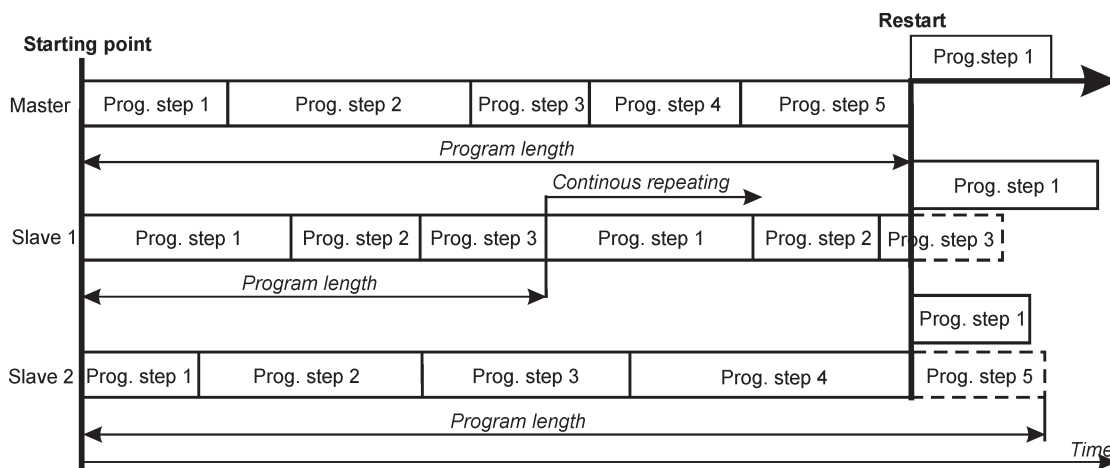 Restart
Starting point
Prog.step 1
Master Prog. step 1 Prog. step 2 Prog. step 3 Prog. step 4 Prog. step 5
Program length
Continous repeating
Prog. step 1
Slave 1 Prog. step 1 Prog. step 2 Prog. step 3 Prog. step 1 Prog. step 2 Prog. step 3
Program length
Prog. step 1
Slave 2 Prog. step 1 Prog. step 2 Prog. step 3 Prog. step 4 Prog. step 5
Program length
Time